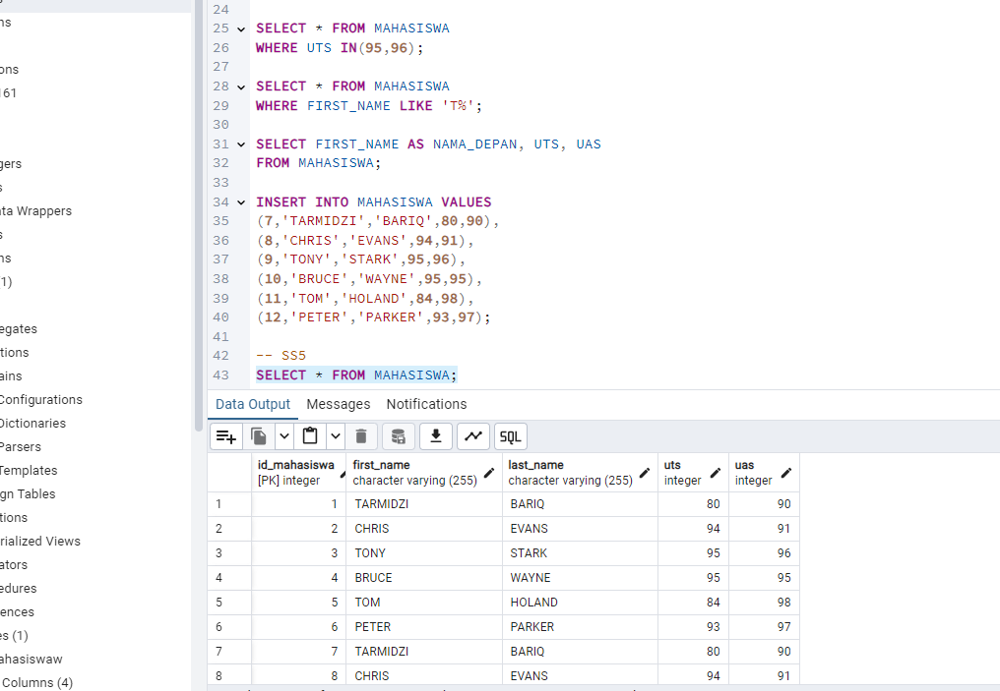 ns
ons
161
gers
s
ta Wrappers
s
ns
1)
egates
tions
ains
Configurations
Dictionaries
Parsers
Templates
gn Tables
tions
rialized Views
ators
edures
ences
es (1)
ahasiswaw
Columns (4)
24
25 SELECT * FROM MAHASISWA
26 WHERE UTS IN(95,96);
27
28 SELECT * FROM MAHASISWA
29 WHERE FIRST_NAME LIKE 'T%';
30
31 SELECT FIRST_NAME AS NAMA_DEPAN, UTS, UAS
32 FROM MAHASISWA;
33
34 INSERT INTO MAHASISWA VALUES
35 (7,'TARMIDZI','BARIQ',80,90),
36 (8,'CHRIS','EVANS',94,91),
37 (9,'TONY','STARK',95,96),
38 (10,'BRUCE','WAYNE',95,95),
39 (11,'TOM','HOLAND',84,98),
40 (12,'PETER','PARKER',93,97);
41
42 -- SS5
43 SELECT * FROM MAHASISWA;
Data Output Messages Notifications
SQL
id_mahasiswa first_name last_name uts uas
[PK] integer character varying (255) character varying (255) integer integer
1 1 TARMIDZI BARIQ 80 90
2 2 CHRIS EVANS 94 91
3 3 TONY STARK 95 96
4 4 BRUCE WAYNE 95 95
5 5 TOM HOLAND 84 98
6 6 PETER PARKER 93 97
7 7 TARMIDZI BARIQ 80 90
8 8 CHRIS EVANS 94 91